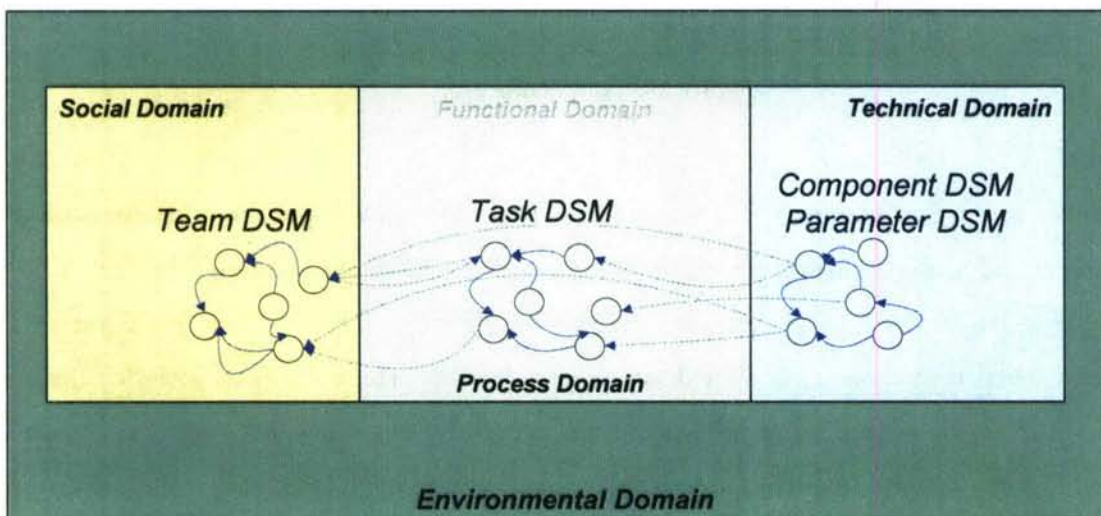 Social Domain
Functional Domain
Technical Domain
Team DSM
Task DSM
Component DSM
Parameter DSM
Process Domain
Environmental Domain